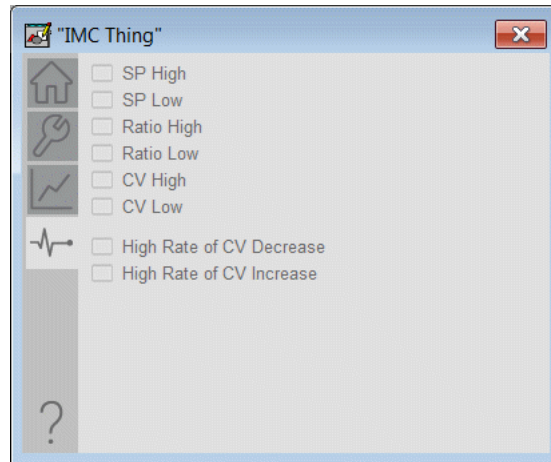 "IMC Thing"
SP High
SP Low
Ratio High
Ratio Low
CV High
CV Low
High Rate of CV Decrease
High Rate of CV Increase
?